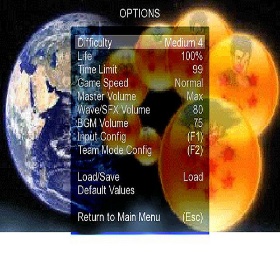 OPTIONS
Difficulty Medium 4
Life 100%
Time Limit 99
Game Speed Normal
Master Volume Max
Wave/SFX Volume 80
BGM Volume 75
Input Config (F1)
Team Mode Config (F2)
Load/Save Load
Default Values
Return to Main Menu (Esc)